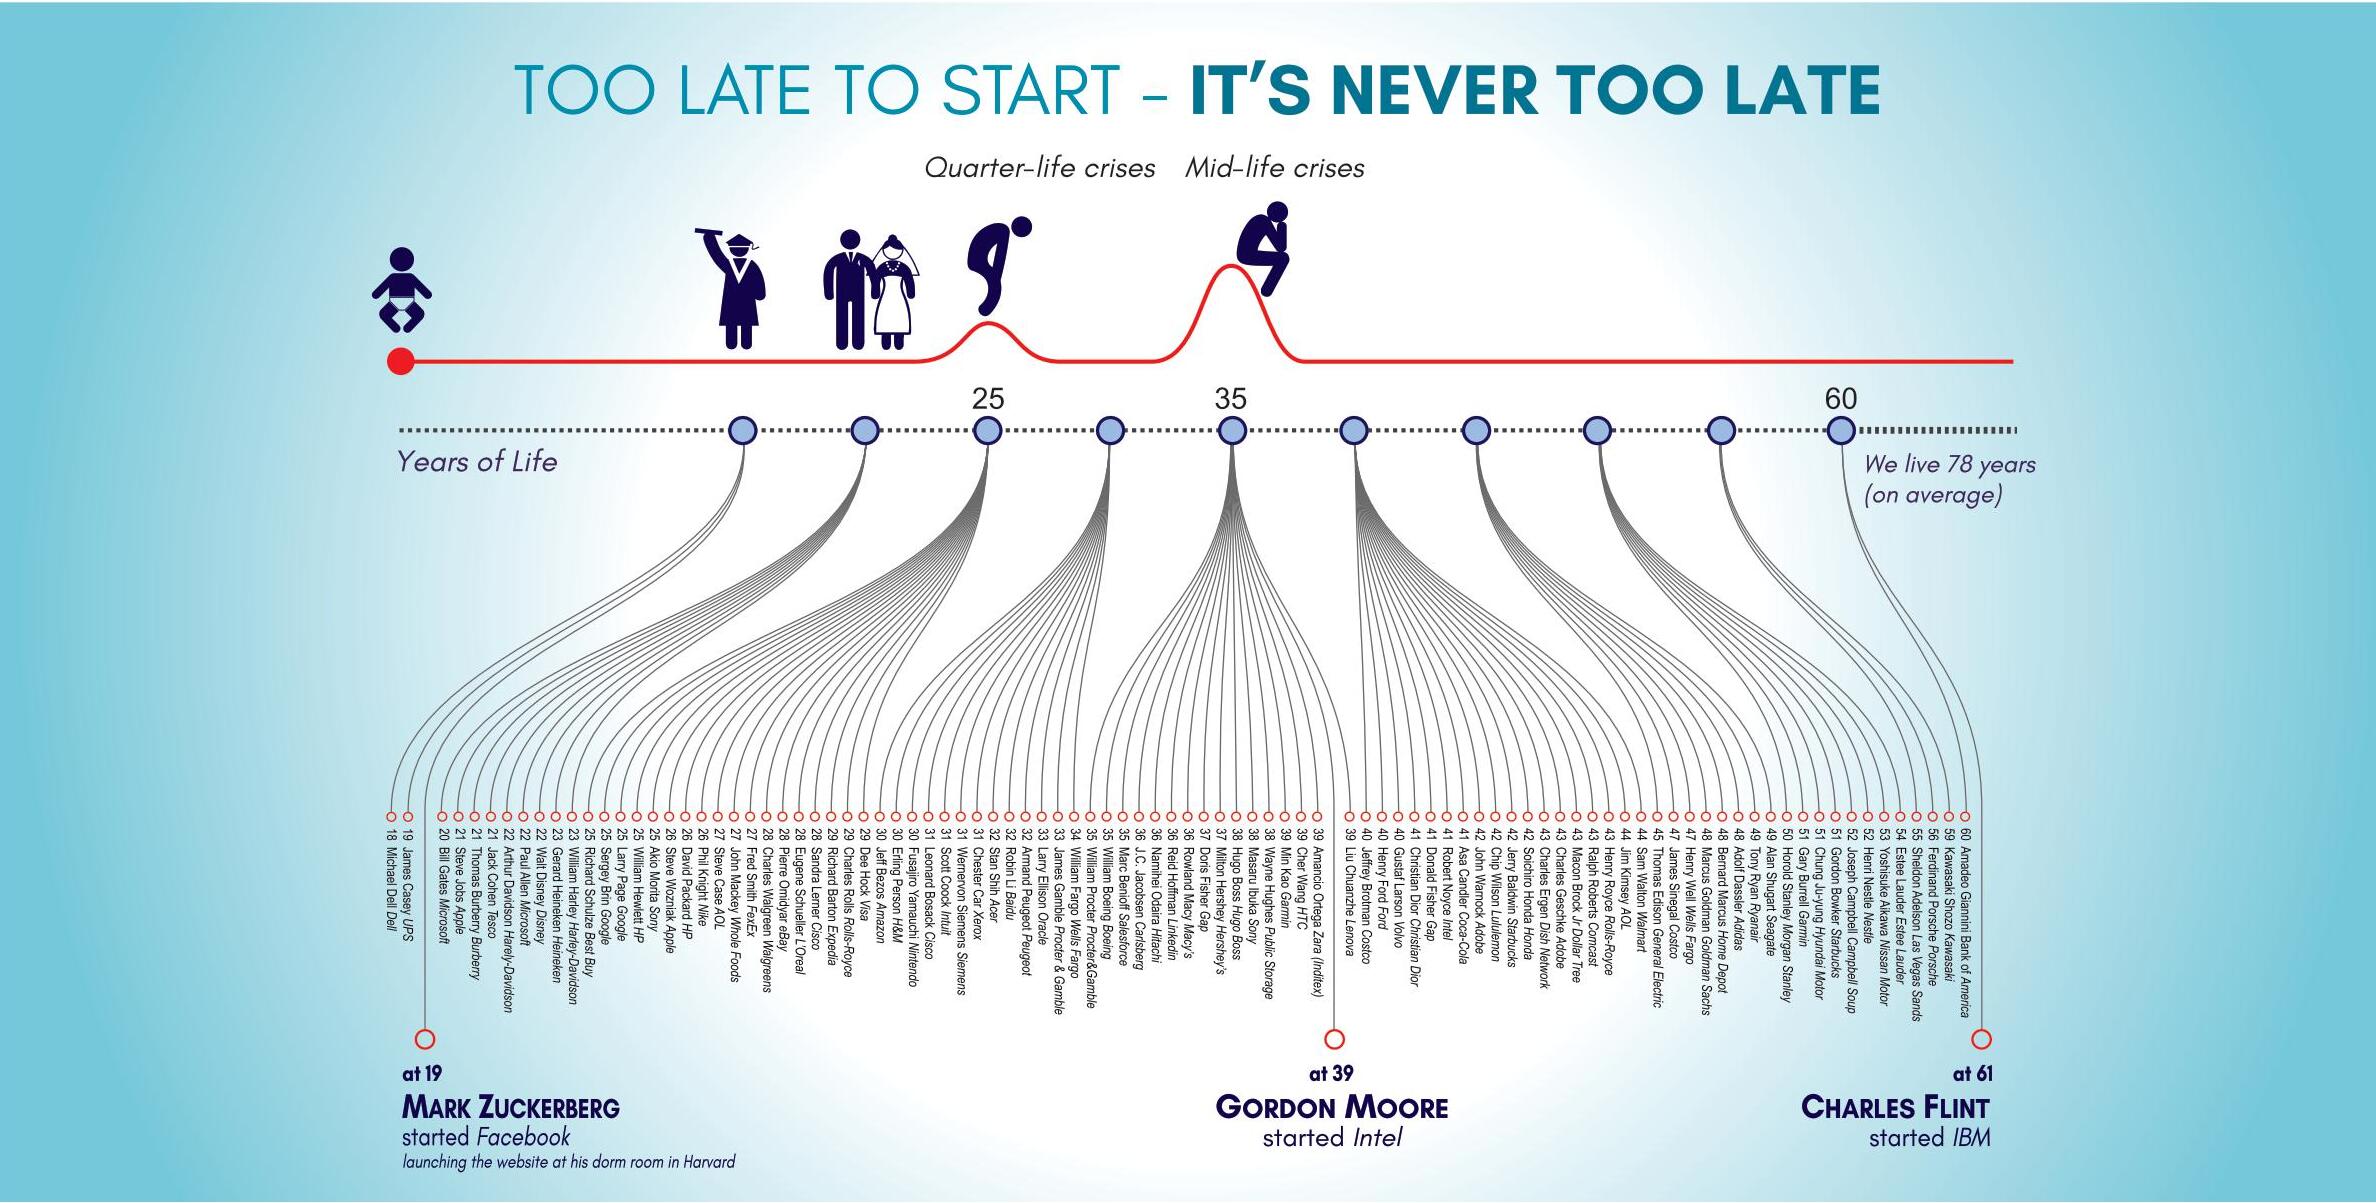 TOO LATE TO START – IT'S NEVER TOO LATE
Quarter-life crises
Mid-life crises
25
35
60
Years of Life
We live 78 years
(on average)
18 Michael Dell Dell
19 James Casey UPS
20 Bill Gates Microsoft
21 Steve Jobs Apple
21 Thomas Burberry Burberry
21 Jack Cohen Tesco
22 Arthur Davidson Harely-Davidson
22 Paul Allen Microsoft
22 Walt Disney Disney
23 Gerard Heineken Heineken
23 William Harley Harley-Davidson
25 Richard Schulze Best Buy
25 Sergey Brin Google
25 Larry Page Google
25 William Hewlett HP
25 Akio Morita Sony
26 Steve Wozniak Apple
26 David Packard HP
26 Phil Knight Nike
27 Steve Case AOL
27 John Mackey Whole Foods
27 Fred Smith FexEx
28 Charles Walgreen Walgreens
28 Pierre Omidyar eBay
28 Eugene Schueller L'Oreal
28 Sandra Lerner Cisco
29 Richard Barton Expedia
29 Charles Rolls Rolls-Royce
29 Dee Hock Visa
30 Jeff Bezos Amazon
30 Erling Person H&M
30 Fusajiro Yamauchi Nintendo
31 Leonard Bosack Cisco
31 Scott Coock Intuit
31 Wernervon Siemens Siemens
31 Chester Car Xerox
32 Stan Shih Acer
32 Robin Li Baidu
32 Armand Peugeot Peugeot
33 Larry Ellison Oracle
33 James Gamble Procter & Gamble
34 William Fargo Wells Fargo
35 William Procter Procter&Gamble
35 William Boeing Boeing
35 Marc Benioff Salesforce
36 J.C. Jacobsen Carlsberg
36 Namihei Odaira Hitachi
36 Reid Hoffman Linkedin
36 Rowland Macy Macy's
37 Doris Fisher Gap
37 Milton Hershey Hershey's
38 Hugo Boss Hugo Boss
38 Masaru Ibuka Sony
38 Wayne Hughes Public Storage
39 Min Kao Garmin
39 Cher Wang HTC
39 Amancio Ortega Zara (Inditex)
39 Liu Chuanzhe Lenova
40 Jeffrey Brotman Costco
40 Henry Ford Ford
40 Gustaf Larson Volvo
41 Christian Dior Christian Dior
41 Donald Fisher Gap
41 Robert Noyce Intel
41 Asa Candler Coca-Cola
42 John Warnock Adobe
42 Chip Wilson Lululemon
42 Jerry Baldwin Starbucks
42 Soichiro Honda Honda
43 Charles Ergen Dish Network
43 Charles Geschke Adobe
43 Macon Brock Jr Dollar Tree
43 Ralph Roberts Comcast
43 Henry Royce Rolls-Royce
44 Jim Kimsey AOL
44 Sam Walton Walmart
45 Thomas Edison General Electric
47 James Sinegal Costco
47 Henry Well Wells Fargo
48 Marcus Goldman Goldman Sachs
48 Bernard Marcus Home Depot
48 Adolf Dassler Adidas
49 Tony Ryan Ryanair
49 Alan Shugart Seagate
50 Horold Stanley Morgan Stanley
51 Gary Burrell Garmin
51 Chung Ju-yung Hyundai Motor
51 Gordon Bowker Starbucks
52 Joseph Campbell Campbell Soup
52 Henri Nestle Nestle
53 Yoshisuke Aikawa Nissan Motor
54 Estee Lauder Estee Lauder
55 Sheldon Adelson Las Vegas Sands
56 Ferdinand Porsche Porsche
59 Kawasaki Shozo Kawasaki
60 Amadeo Giannini Bank of America
at 19
MARK ZUCKERBERG
started Facebook
launching the website at his dorm room in Harvard
at 39
GORDON MOORE
started Intel
at 61
CHARLES FLINT
started IBM